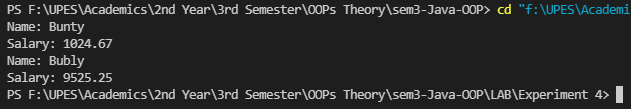 PS F:\UPES\Academics\2nd Year\3rd Semester\OOPs Theory\sem3-Java-OOP> cd "f:\UPES\Academi
Name: Bunty
Salary: 1024.67
Name: Bubly
Salary: 9525.25
PS F:\UPES\Academics\2nd Year\3rd Semester\OOPs Theory\sem3-Java-OOP\LAB\Experiment 4>